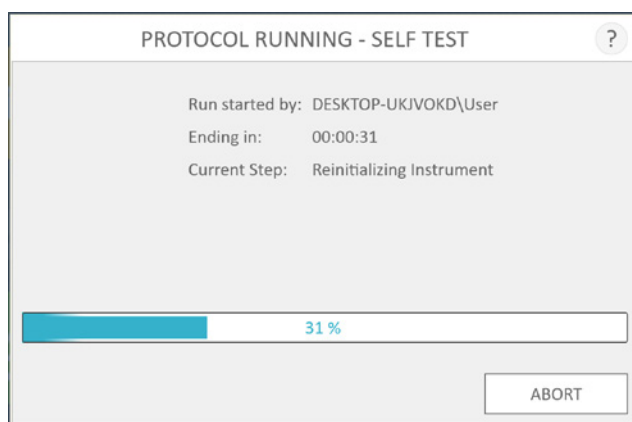 PROTOCOL RUNNING - SELF TEST ?
Run started by: DESKTOP-UKJVOKD\User
Ending in: 00:00:31
Current Step: Reinitializing Instrument
31 %
ABORT